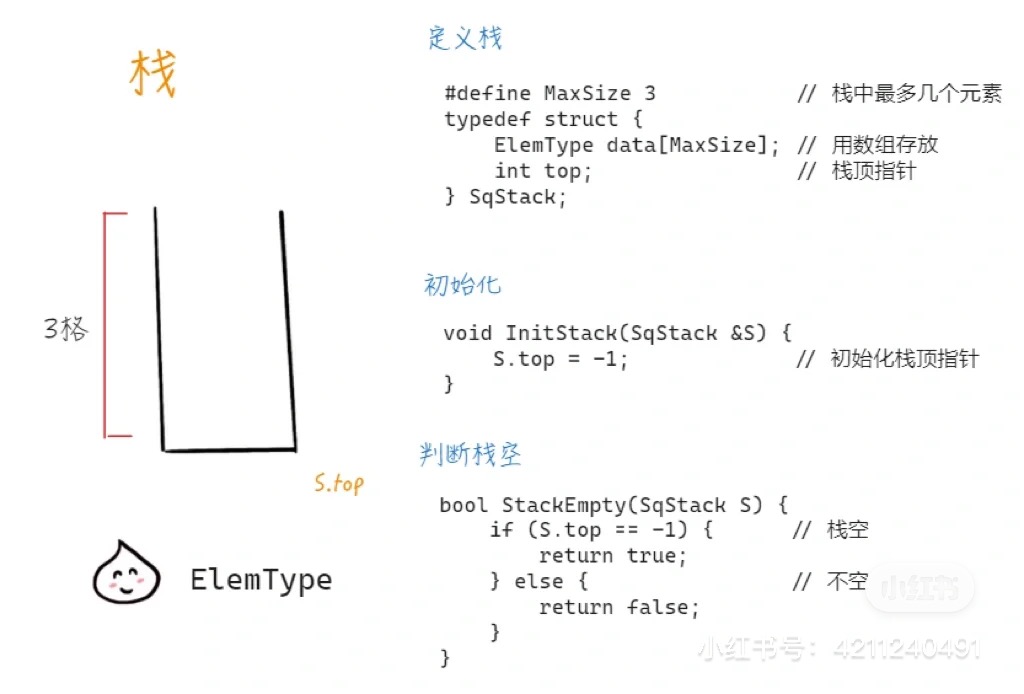 栈
3格
S.top
ElemType
定义栈
#define MaxSize 3 // 栈中最多几个元素
typedef struct {
ElemType data[MaxSize]; // 用数组存放
int top; // 栈顶指针
} SqStack;
初始化
void InitStack(SqStack &S) {
S.top = -1; // 初始化栈顶指针
}
判断栈空
bool StackEmpty(SqStack S) {
if (S.top == -1) { // 栈空
return true;
} else { // 不空
return false;
}
}
小红书
小红书号：4211240491